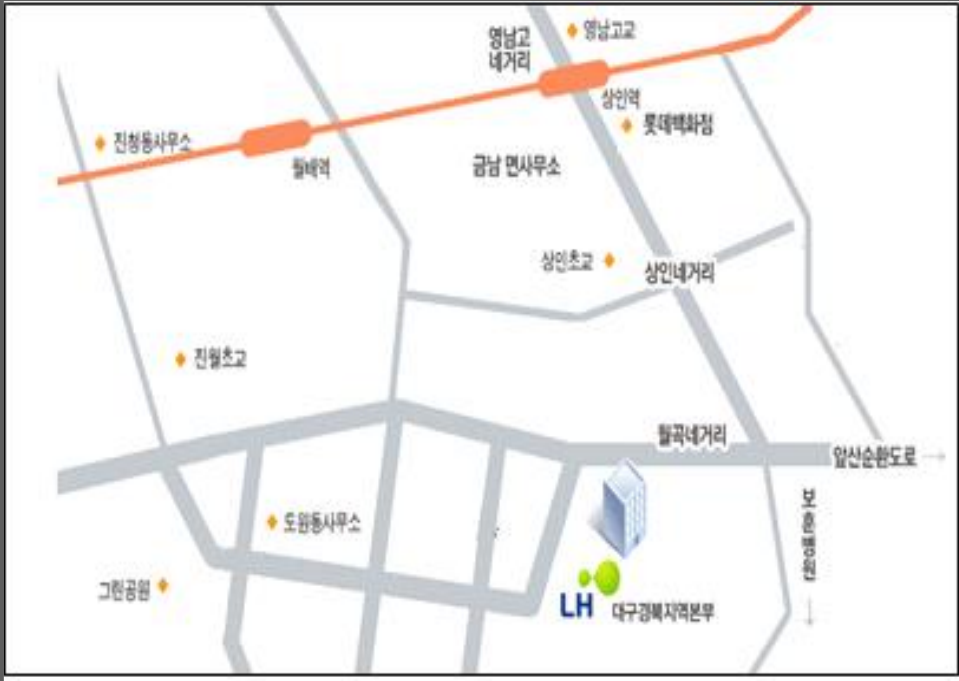 영남고
네거리
영남고교
상인역
롯데백화점
진청동사무소
월배역
금남 면사무소
상인초교
상인네거리
진월초교
월곡네거리
앞산순환도로
보훈병원
도원동사무소
그린공원
LH 대구경북지역본부